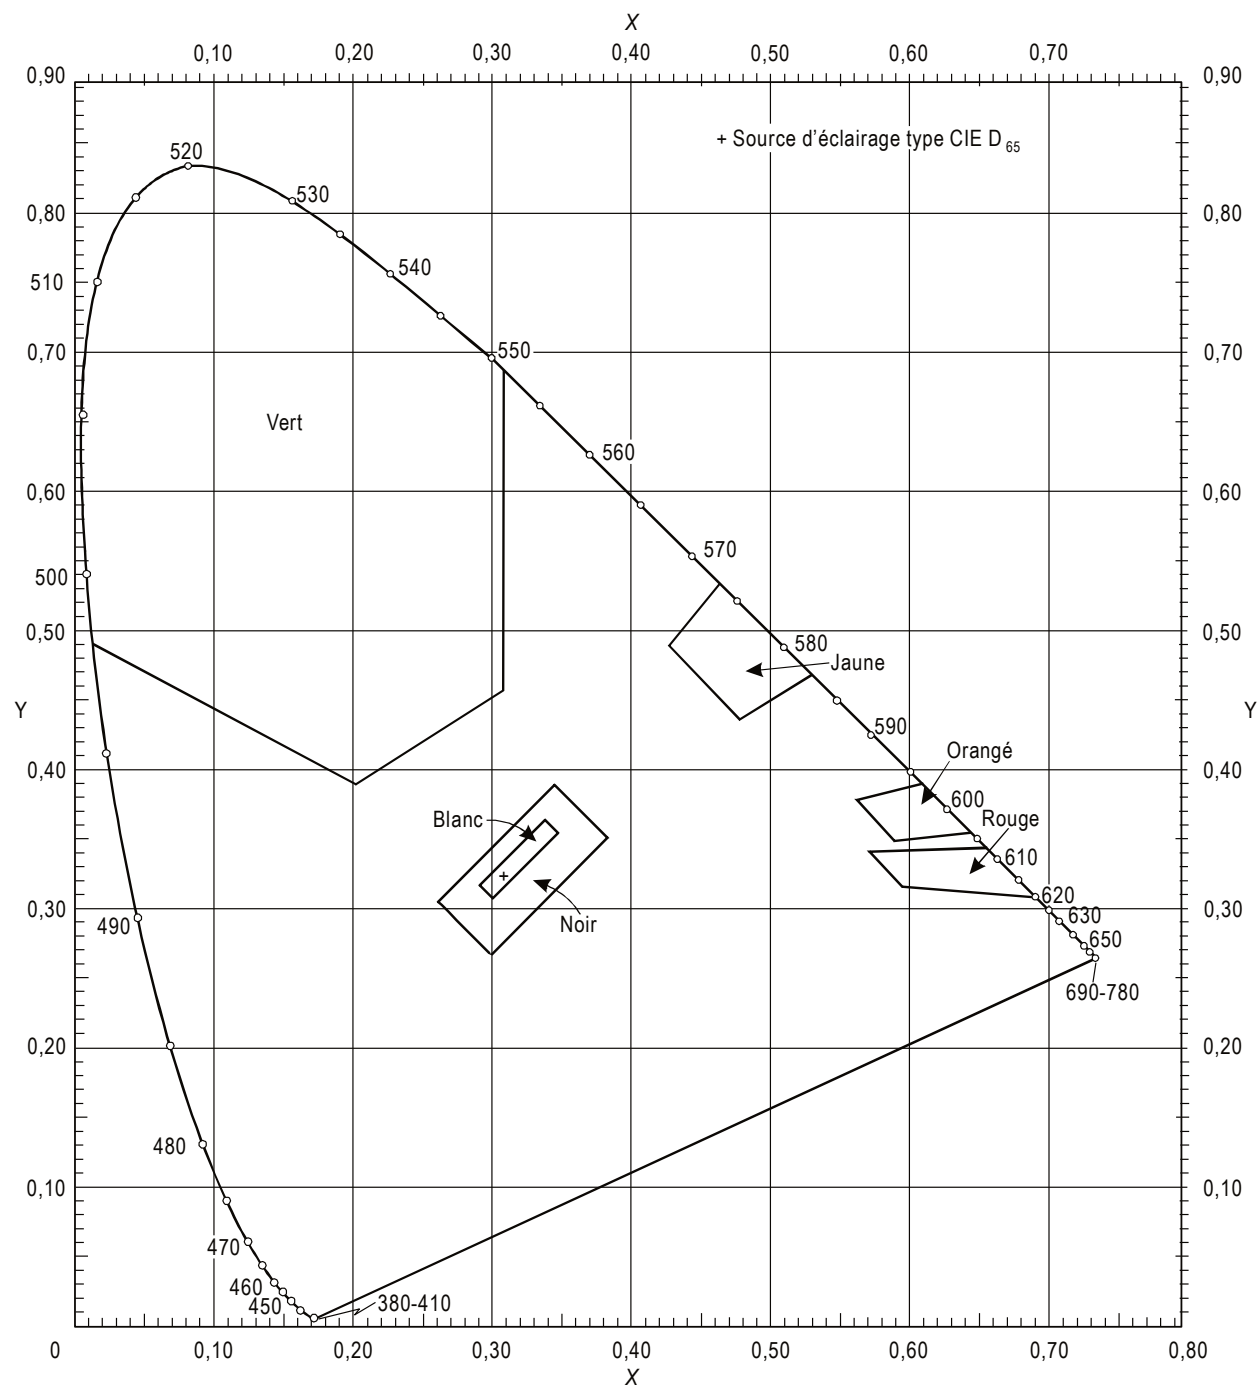 X
0,10 0,20 0,30 0,40 0,50 0,60 0,70
0,90 0,90
+ Source d'éclairage type CIE D 65
520
530
0,80 0,80
540
510
550
0,70 0,70
Vert
560
0,60 0,60
570
500
0,50 0,50
580
Jaune
Y Y
590
Orangé
0,40 0,40
600
Blanc Rouge
610
620
0,30 0,30
630
490 Noir
650
690-780
0,20 0,20
480
0,10 0,10
470
460
450 380-410
0 0,10 0,20 0,30 0,40 0,50 0,60 0,70 0,80
X